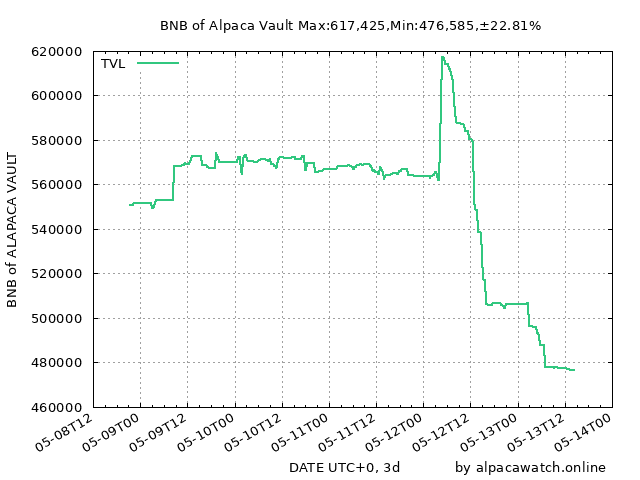 BNB of Alpaca Vault Max:617,425,Min:476,585,±22.81%
TVL
620000
600000
580000
560000
540000
520000
500000
480000
460000
BNB of ALAPACA VAULT
05-08T12
05-09T00
05-09T12
05-10T00
05-10T12
05-11T00
05-11T12
05-12T00
05-12T12
05-13T00
05-13T12
05-14T00
DATE UTC+0, 3d
by alpacawatch.online